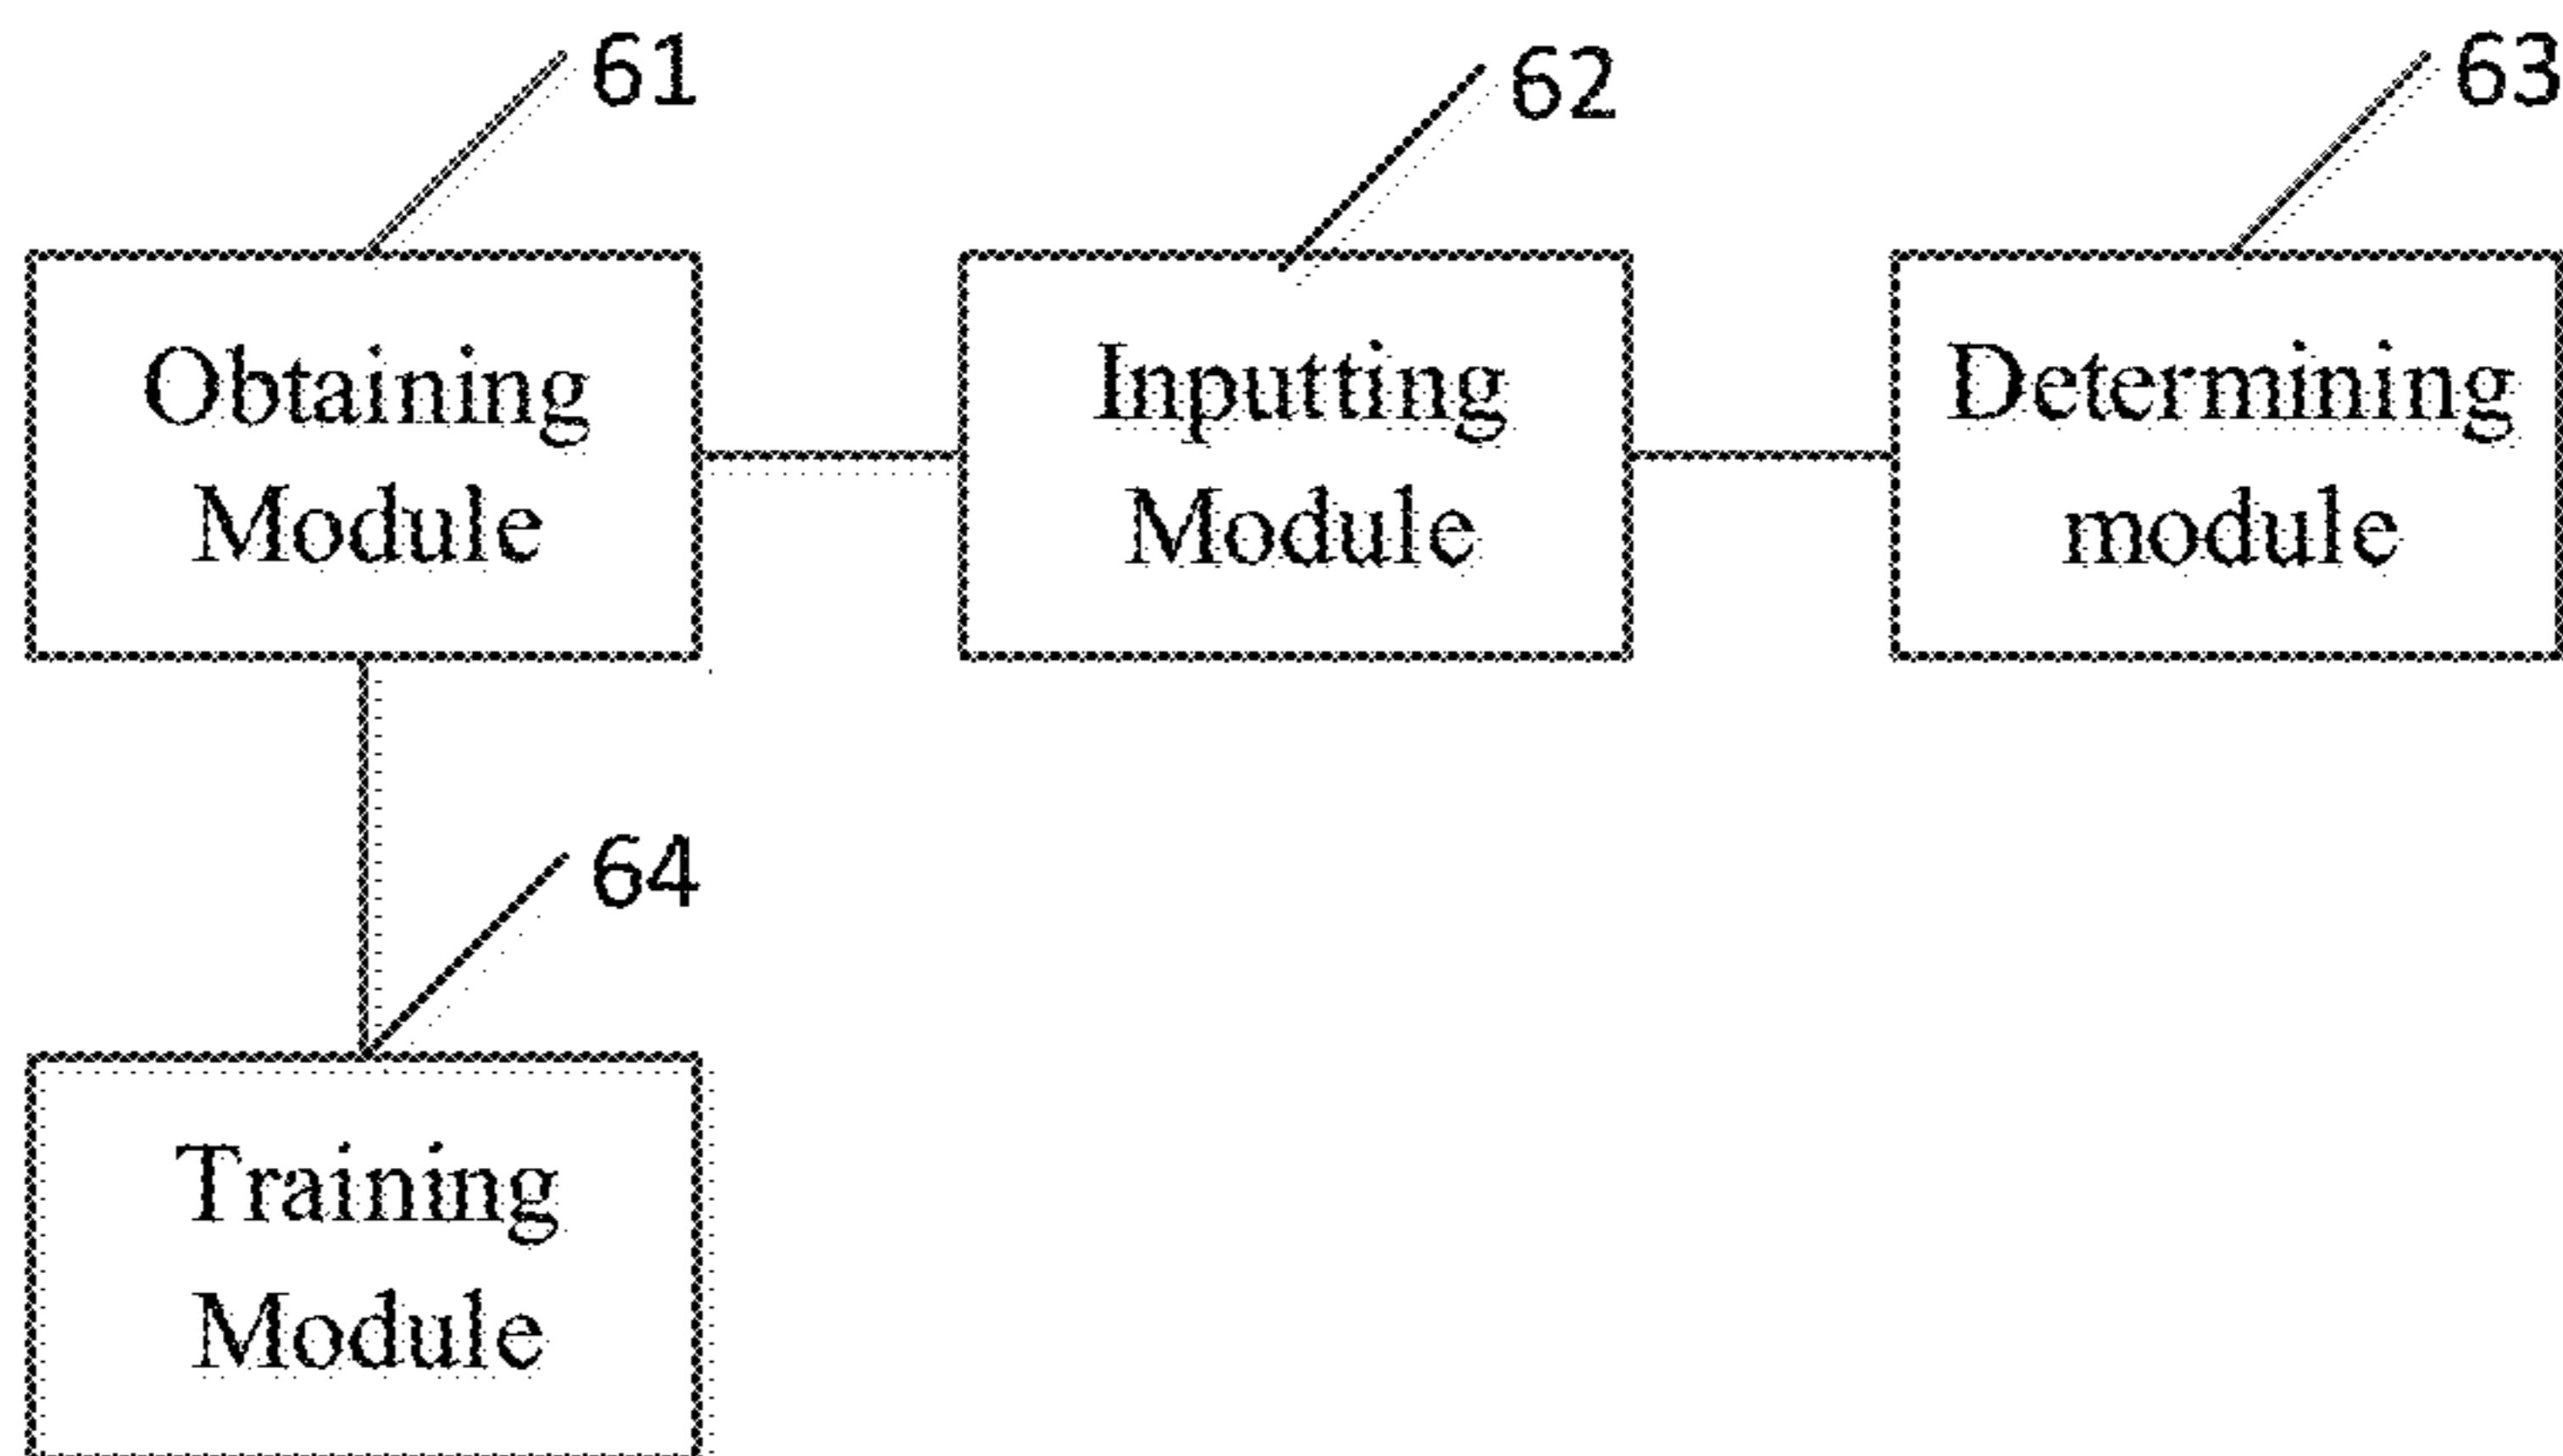 61
62
63
Obtaining
Module
Inputting
Module
Determining
module
64
Training
Module